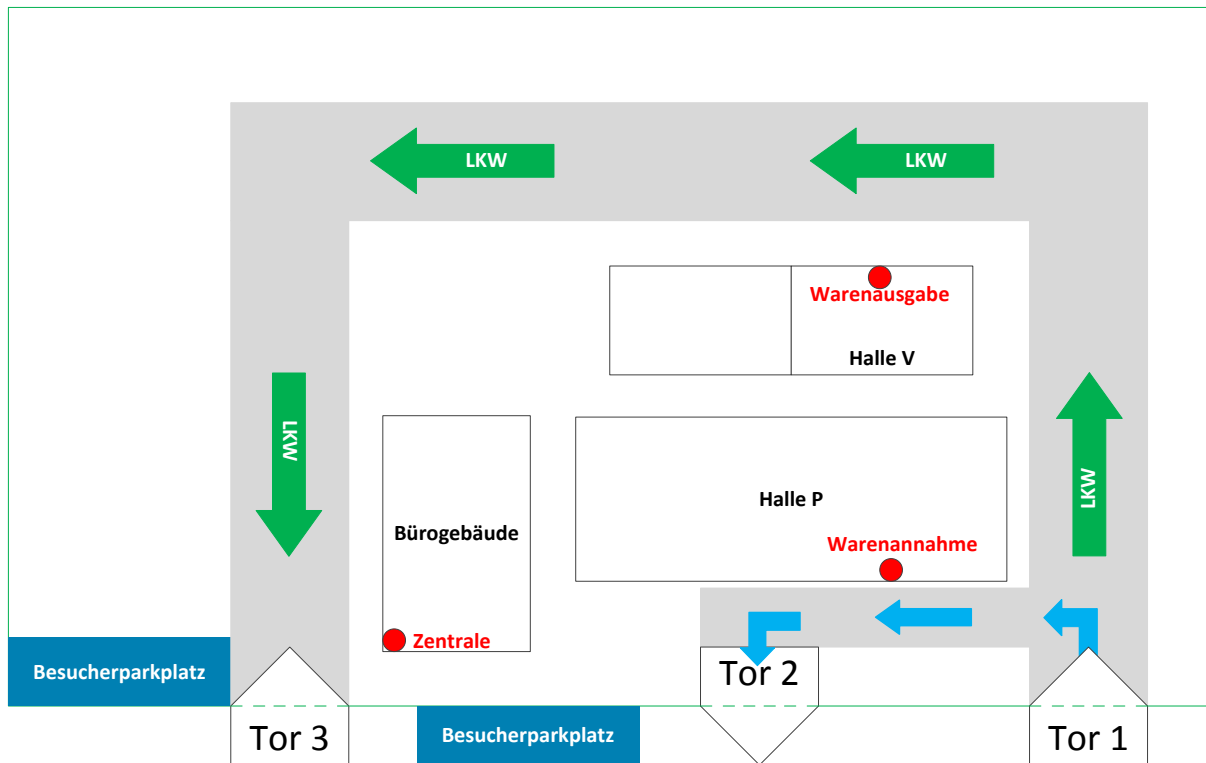 LKW
LKW
Warenausgabe
Halle V
LKW
LKW
Halle P
Bürogebäude
Warenannahme
Zentrale
Besucherparkplatz
Tor 2
Tor 3
Besucherparkplatz
Tor 1